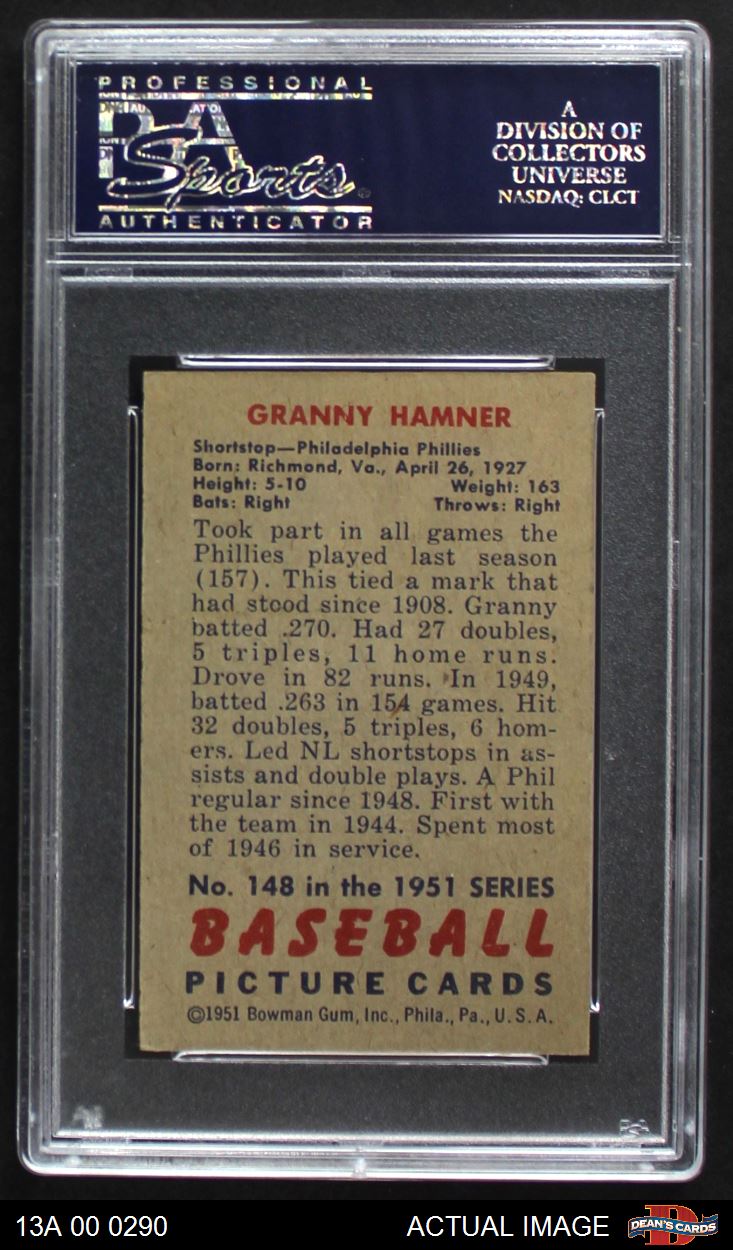 PROFESSIONAL
PSA
Sports
AUTHENTICATOR
A
DIVISION OF
COLLECTORS
UNIVERSE
NASDAQ: CLCT
GRANNY HAMNER
Shortstop—Philadelphia Phillies
Born: Richmond, Va., April 26, 1927
Height: 5-10 Weight: 163
Bats: Right Throws: Right
Took part in all games the
Phillies played last season
(157). This tied a mark that
had stood since 1908. Granny
batted .270. Had 27 doubles,
5 triples, 11 home runs.
Drove in 82 runs. In 1949,
batted .263 in 154 games. Hit
32 doubles, 5 triples, 6 hom-
ers. Led NL shortstops in as-
sists and double plays. A Phil
regular since 1948. First with
the team in 1944. Spent most
of 1946 in service.
No. 148 in the 1951 SERIES
BASEBALL
PICTURE CARDS
©1951 Bowman Gum, Inc., Phila., Pa., U.S.A.
PSA
13A 00 0290 ACTUAL IMAGE DEAN'S CARDS